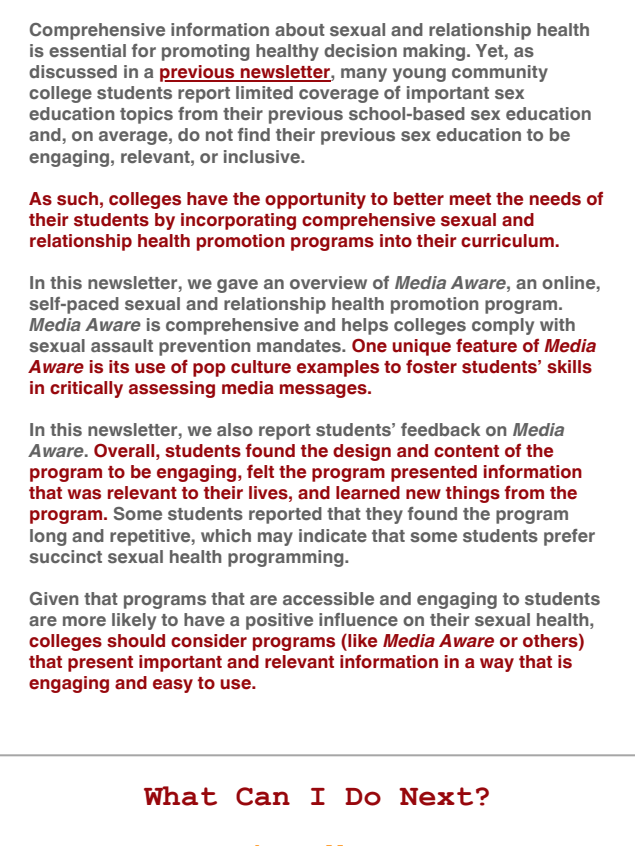 Comprehensive information about sexual and relationship health
is essential for promoting healthy decision making. Yet, as
discussed in a previous newsletter, many young community
college students report limited coverage of important sex
education topics from their previous school-based sex education
and, on average, do not find their previous sex education to be
engaging, relevant, or inclusive.
As such, colleges have the opportunity to better meet the needs of
their students by incorporating comprehensive sexual and
relationship health promotion programs into their curriculum.
In this newsletter, we gave an overview of Media Aware, an online,
self-paced sexual and relationship health promotion program.
Media Aware is comprehensive and helps colleges comply with
sexual assault prevention mandates. One unique feature of Media
Aware is its use of pop culture examples to foster students’ skills
in critically assessing media messages.
In this newsletter, we also report students’ feedback on Media
Aware. Overall, students found the design and content of the
program to be engaging, felt the program presented information
that was relevant to their lives, and learned new things from the
program. Some students reported that they found the program
long and repetitive, which may indicate that some students prefer
succinct sexual health programming.
Given that programs that are accessible and engaging to students
are more likely to have a positive influence on their sexual health,
colleges should consider programs (like Media Aware or others)
that present important and relevant information in a way that is
engaging and easy to use.
What Can I Do Next?